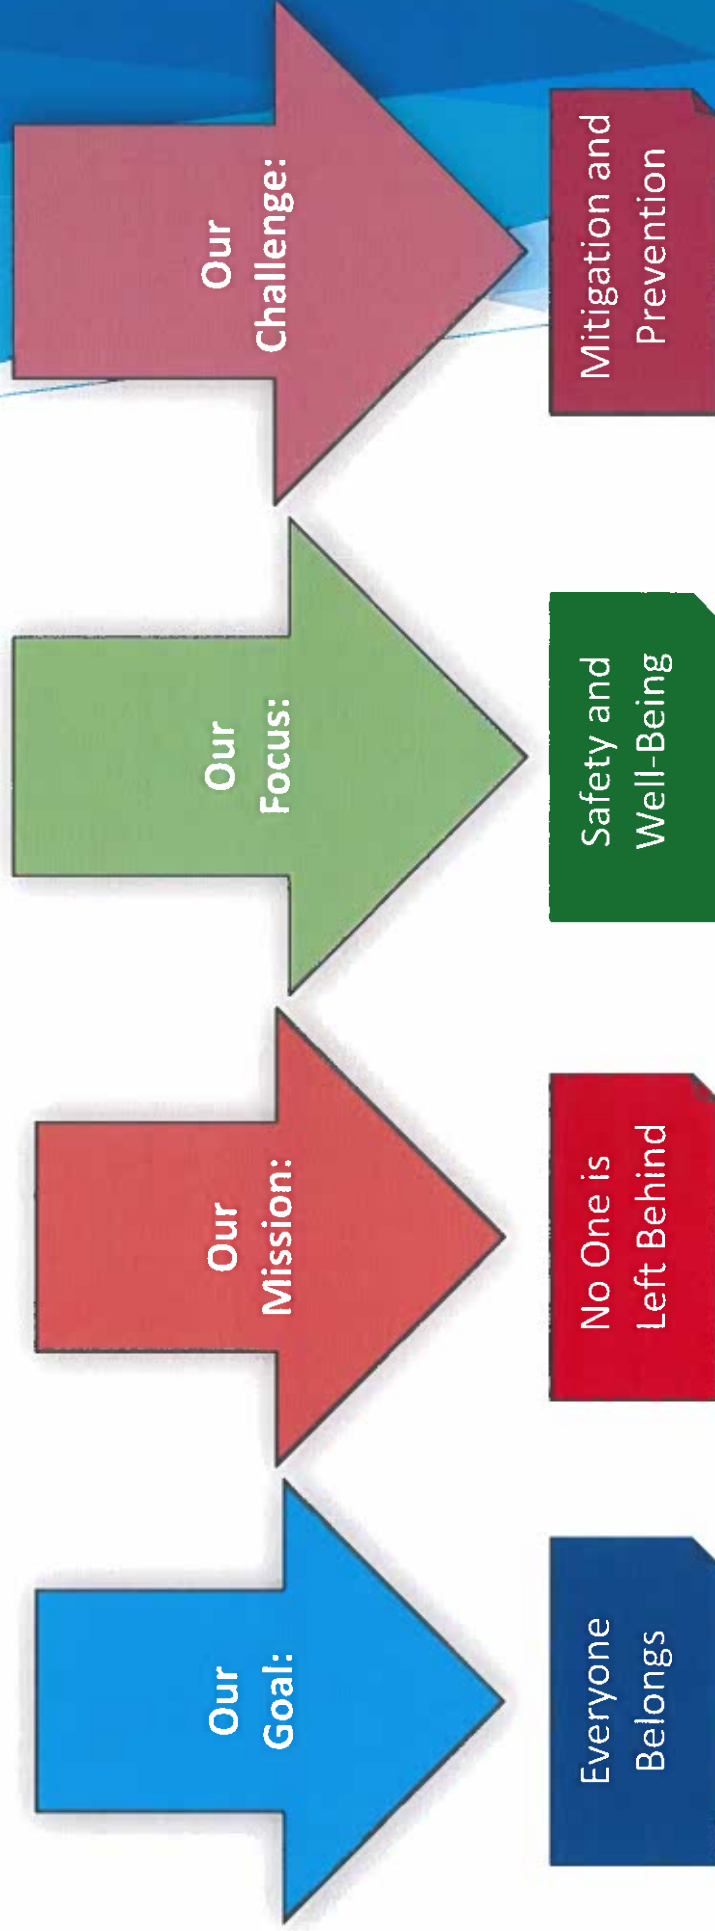 Our
Goal:
Everyone
Belongs
Our
Mission:
No One is
Left Behind
Our
Focus:
Safety and
Well-Being
Our
Challenge:
Mitigation and
Prevention